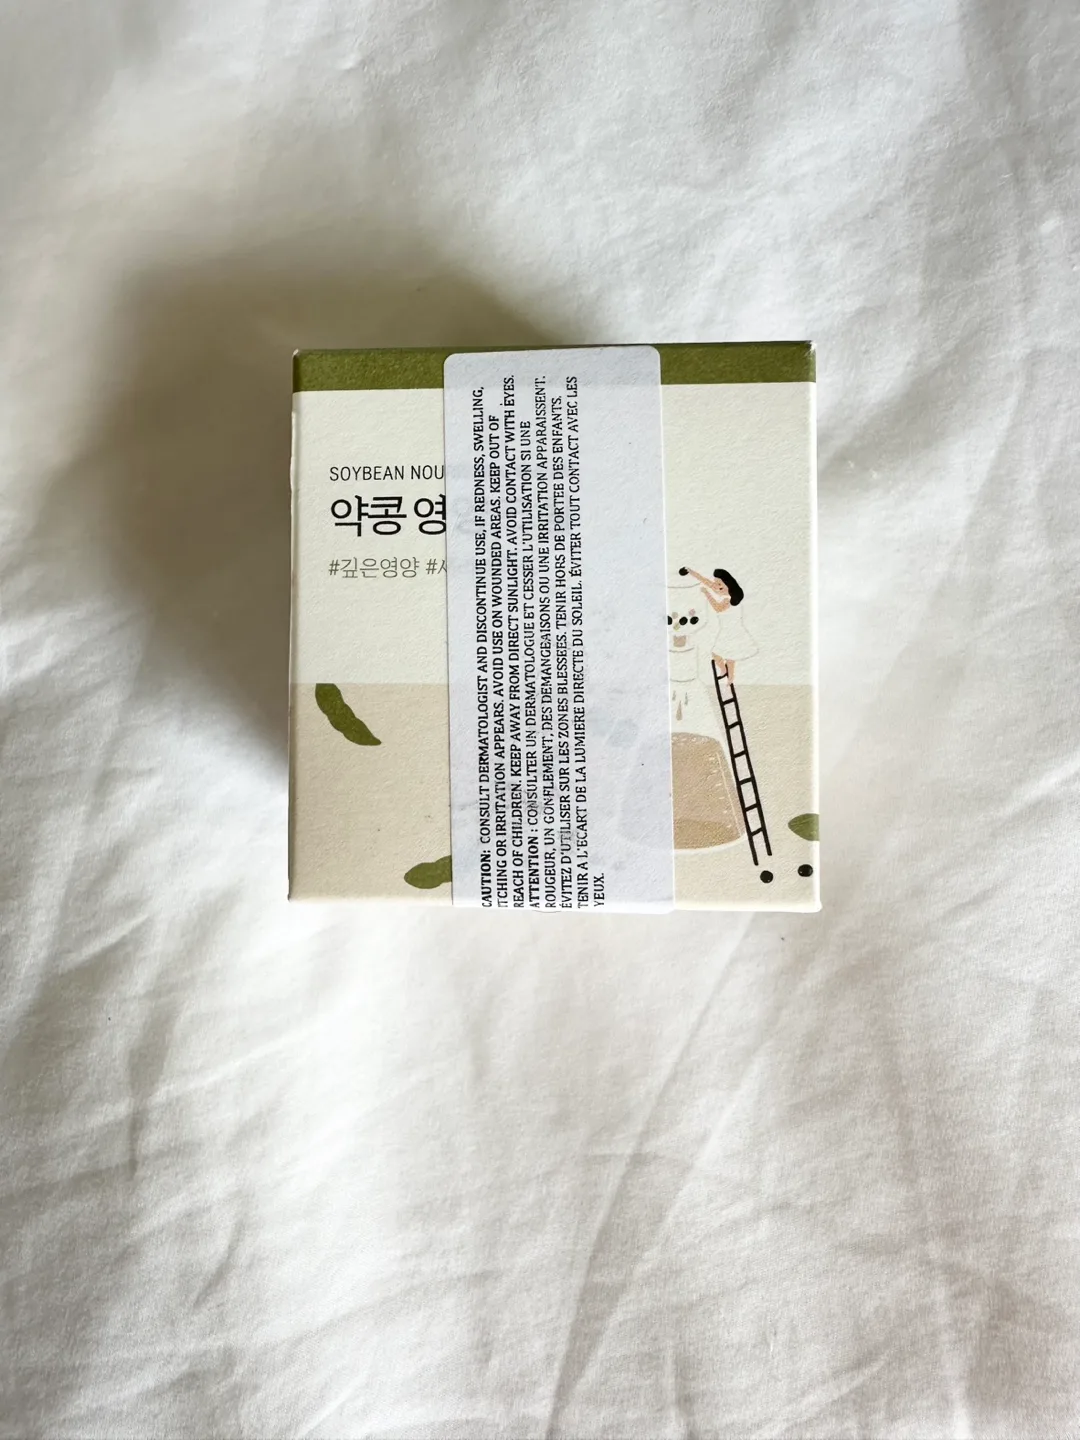 SOYBEAN NOU
약콩 영
#깊은영양 #
CAUTION: CONSULT DERMATOLOGIST AND DISCONTINUE USE, IF REDNESS, SWELLING,
ITCHING OR IRRITATION APPEARS. AVOID USE ON WOUNDED AREAS. KEEP OUT OF
REACH OF CHILDREN. KEEP AWAY FROM DIRECT SUNLIGHT. AVOID CONTACT WITH EYES.
ATTENTION : CONSULTER UN DERMATOLOGUE ET CESSER L'UTILISATION SI UNE
ROUGEUR, UN GONFLEMENT, DES DEMANGEAISONS OU UNE IRRITATION APPARAISSENT.
ÉVITEZ D'UTILISER SUR LES ZONES BLESSEES. TENIR HORS DE PORTEE DES ENFANTS.
TENIR A L'ECART DE LA LUMIERE DIRECTE DU SOLEIL. ÉVITER TOUT CONTACT AVEC LES
YEUX.